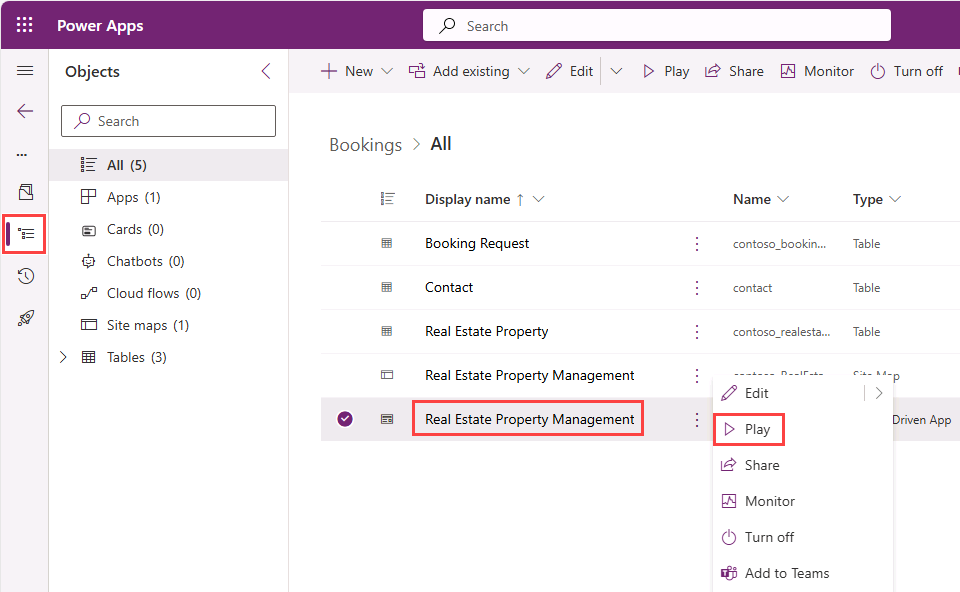 Power Apps
Search
Objects
New
Add existing
Edit
Play
Share
Monitor
Turn off
Search
...
All (5)
Apps (1)
Cards (0)
Chatbots (0)
Cloud flows (0)
Site maps (1)
Tables (3)
Bookings > All
Display name ↑ Name Type
Booking Request contoso_bookin... Table
Contact contact Table
Real Estate Property contoso_realesta... Table
Real Estate Property Management contoso_RealEsta... Site Map
Real Estate Property Management Driven App
Edit
Play
Share
Monitor
Turn off
Add to Teams